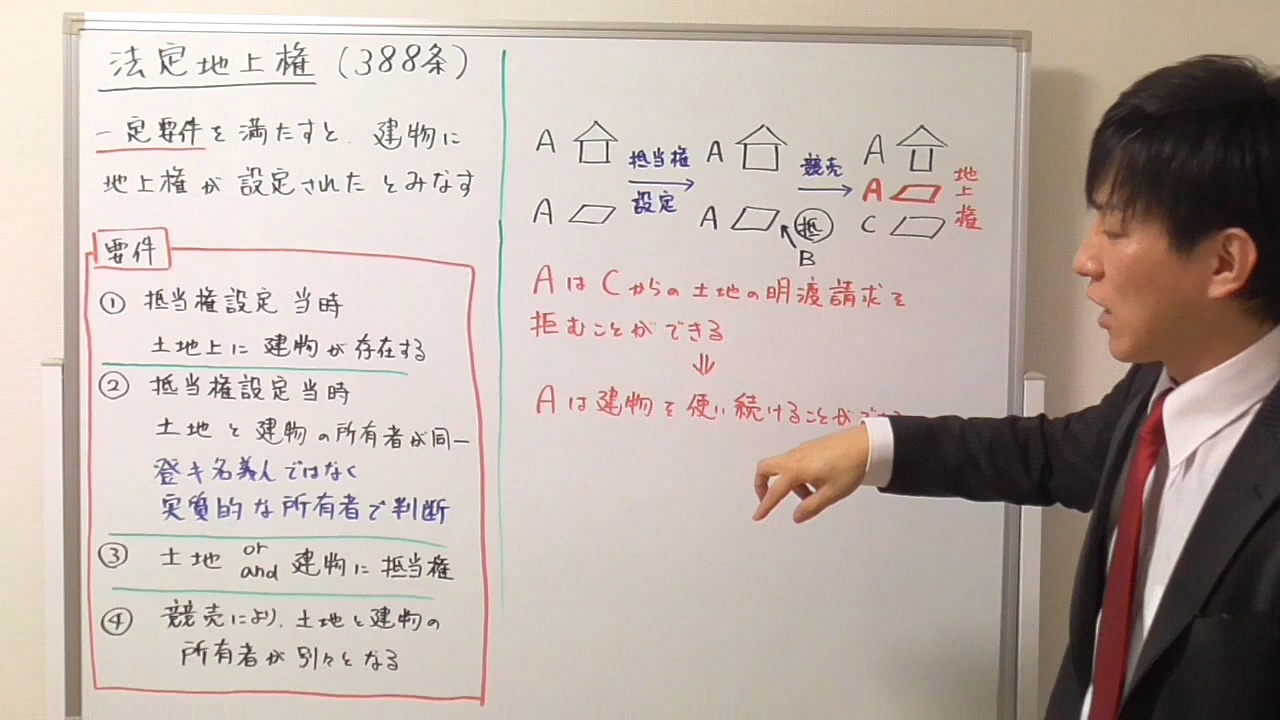 法定地上権（388条）
一定要件を満たすと、建物に
地上権が設定されたとみなす
要件
① 抵当権設定当時
土地上に建物が存在する
② 抵当権設定当時
土地と建物の所有者が同一
登キ名義人ではなく
実質的な所有者で判断
③ 土地 or and 建物に抵当権
④ 競売により、土地と建物の
所有者が別々となる
A
A
抵当権
設定
A
A
抵
B
競売
A
A
C
地上権
AはCからの土地の明渡請求を
拒むことができる
⇓
Aは建物を使い続けることが